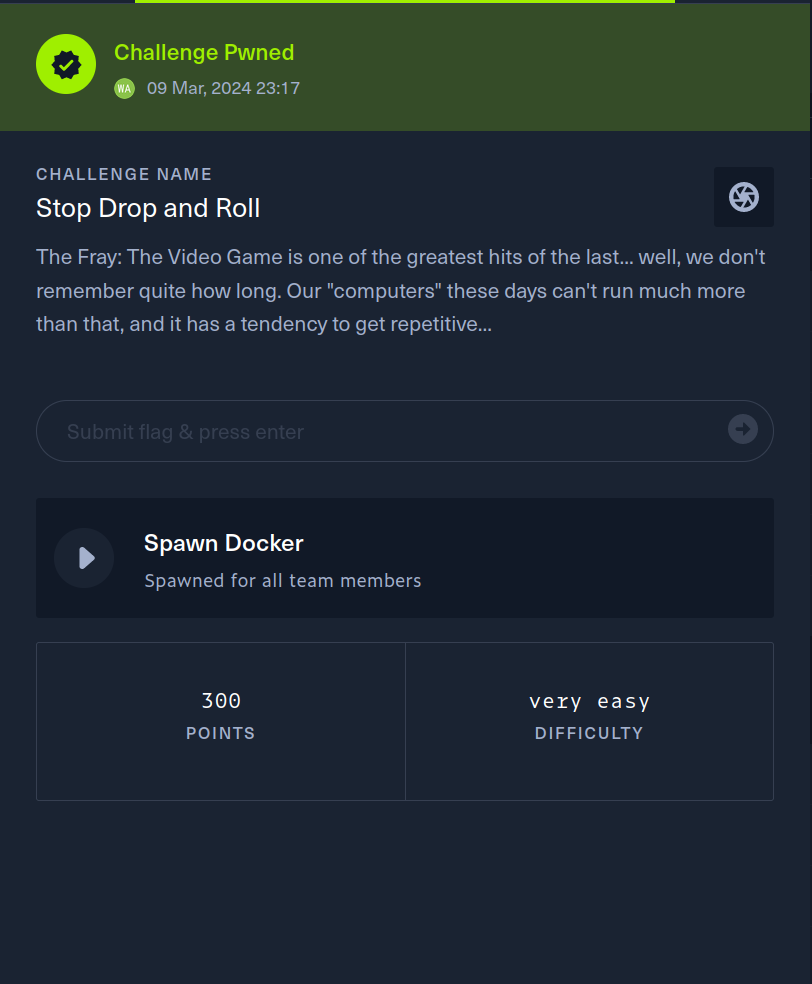 Challenge Pwned
WA 09 Mar, 2024 23:17
CHALLENGE NAME
Stop Drop and Roll
The Fray: The Video Game is one of the greatest hits of the last... well, we don't
remember quite how long. Our "computers" these days can't run much more
than that, and it has a tendency to get repetitive...
Submit flag & press enter
Spawn Docker
Spawned for all team members
300
POINTS
very easy
DIFFICULTY